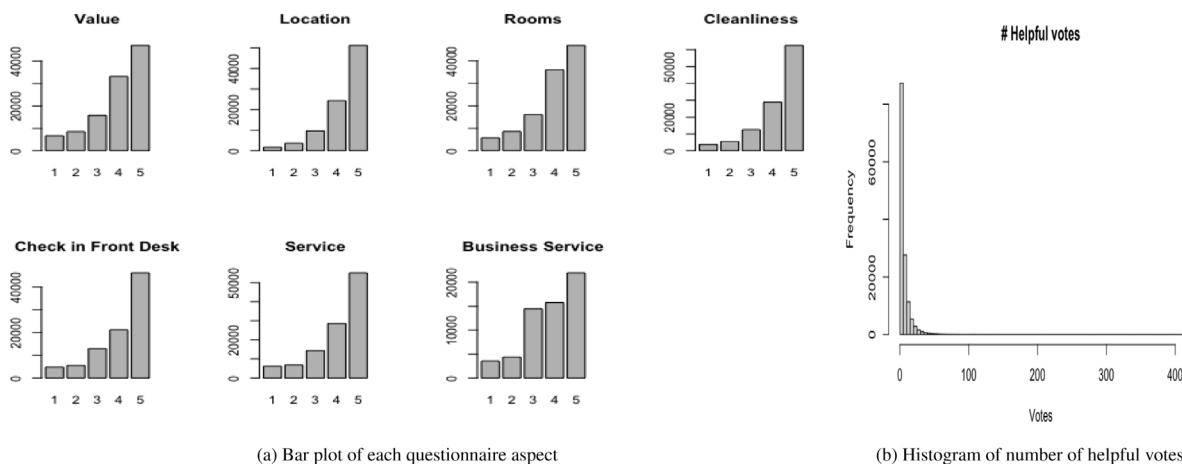 Value
Location
Rooms
Cleanliness
# Helpful votes
0 20000 40000
1 2 3 4 5
0 20000 40000
1 2 3 4 5
0 20000 40000
1 2 3 4 5
0 20000 50000
1 2 3 4 5
Check in Front Desk
Service
Business Service
0 20000 40000
1 2 3 4 5
0 20000 50000
1 2 3 4 5
0 10000 20000
1 2 3 4 5
Frequency
0 20000 60000
0 100 200 300 400
Votes
(a) Bar plot of each questionnaire aspect
(b) Histogram of number of helpful votes